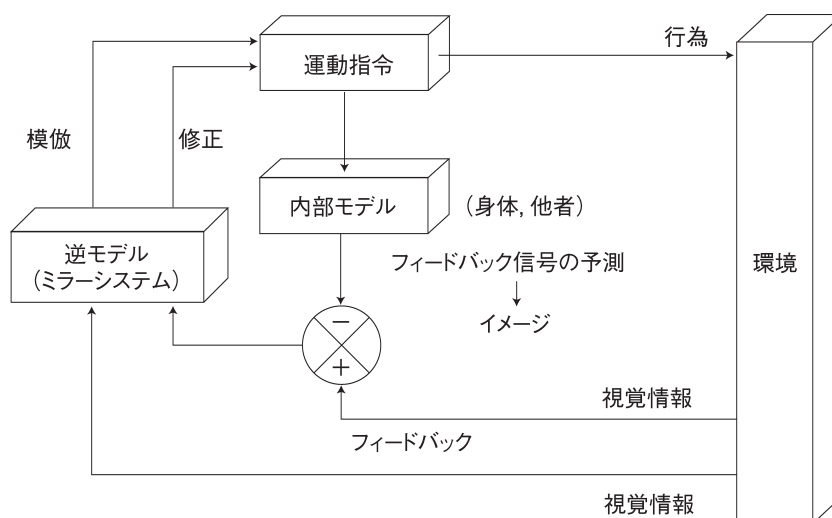 行為
運動指令
模倣
修正
内部モデル
(身体, 他者)
逆モデル
(ミラーシステム)
フィードバック信号の予測
環境
イメージ
−
+
視覚情報
フィードバック
視覚情報